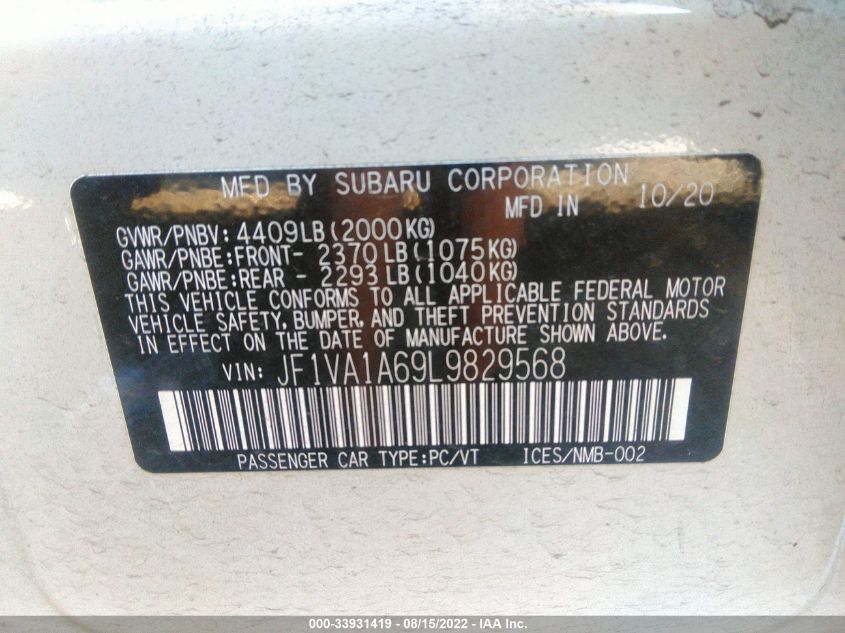 MFD BY SUBARU CORPORATION
MFD IN 10/20
GVWR/PNBV: 4409LB(2000KG)
GAWR/PNBE:FRONT- 2370LB(1075KG)
GAWR/PNBE:REAR - 2293LB(1040KG)
THIS VEHICLE CONFORMS TO ALL APPLICABLE FEDERAL MOTOR
VEHICLE SAFETY, BUMPER, AND THEFT PREVENTION STANDARDS
IN EFFECT ON THE DATE OF MANUFACTURE SHOWN ABOVE.
VIN: JF1VA1A69L9829568
PASSENGER CAR TYPE:PC/VT ICES/NMB-002
000-33931419 - 08/15/2022 - IAA Inc.